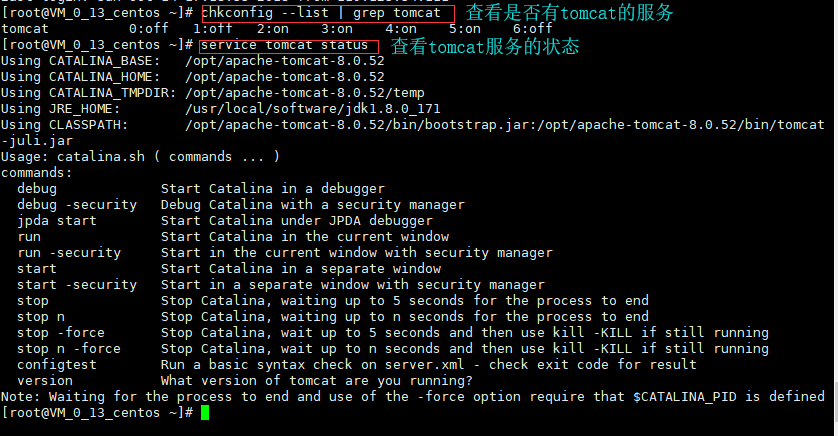 [root@VM_0_13_centos ~]# chkconfig --list | grep tomcat 查看是否有tomcat的服务
tomcat 0:off 1:off 2:on 3:on 4:on 5:on 6:off
[root@VM_0_13_centos ~]# service tomcat status 查看tomcat服务的状态
Using CATALINA_BASE: /opt/apache-tomcat-8.0.52
Using CATALINA_HOME: /opt/apache-tomcat-8.0.52
Using CATALINA_TMPDIR: /opt/apache-tomcat-8.0.52/temp
Using JRE_HOME: /usr/local/software/jdk1.8.0_171
Using CLASSPATH: /opt/apache-tomcat-8.0.52/bin/bootstrap.jar:/opt/apache-tomcat-8.0.52/bin/tomcat
-juli.jar
Usage: catalina.sh ( commands ... )
commands:
debug Start Catalina in a debugger
debug -security Debug Catalina with a security manager
jpda start Start Catalina under JPDA debugger
run Start Catalina in the current window
run -security Start in the current window with security manager
start Start Catalina in a separate window
start -security Start in a separate window with security manager
stop Stop Catalina, waiting up to 5 seconds for the process to end
stop n Stop Catalina, waiting up to n seconds for the process to end
stop -force Stop Catalina, wait up to 5 seconds and then use kill -KILL if still running
stop n -force Stop Catalina, wait up to n seconds and then use kill -KILL if still running
configtest Run a basic syntax check on server.xml - check exit code for result
version What version of tomcat are you running?
Note: Waiting for the process to end and use of the -force option require that $CATALINA_PID is defined
[root@VM_0_13_centos ~]#